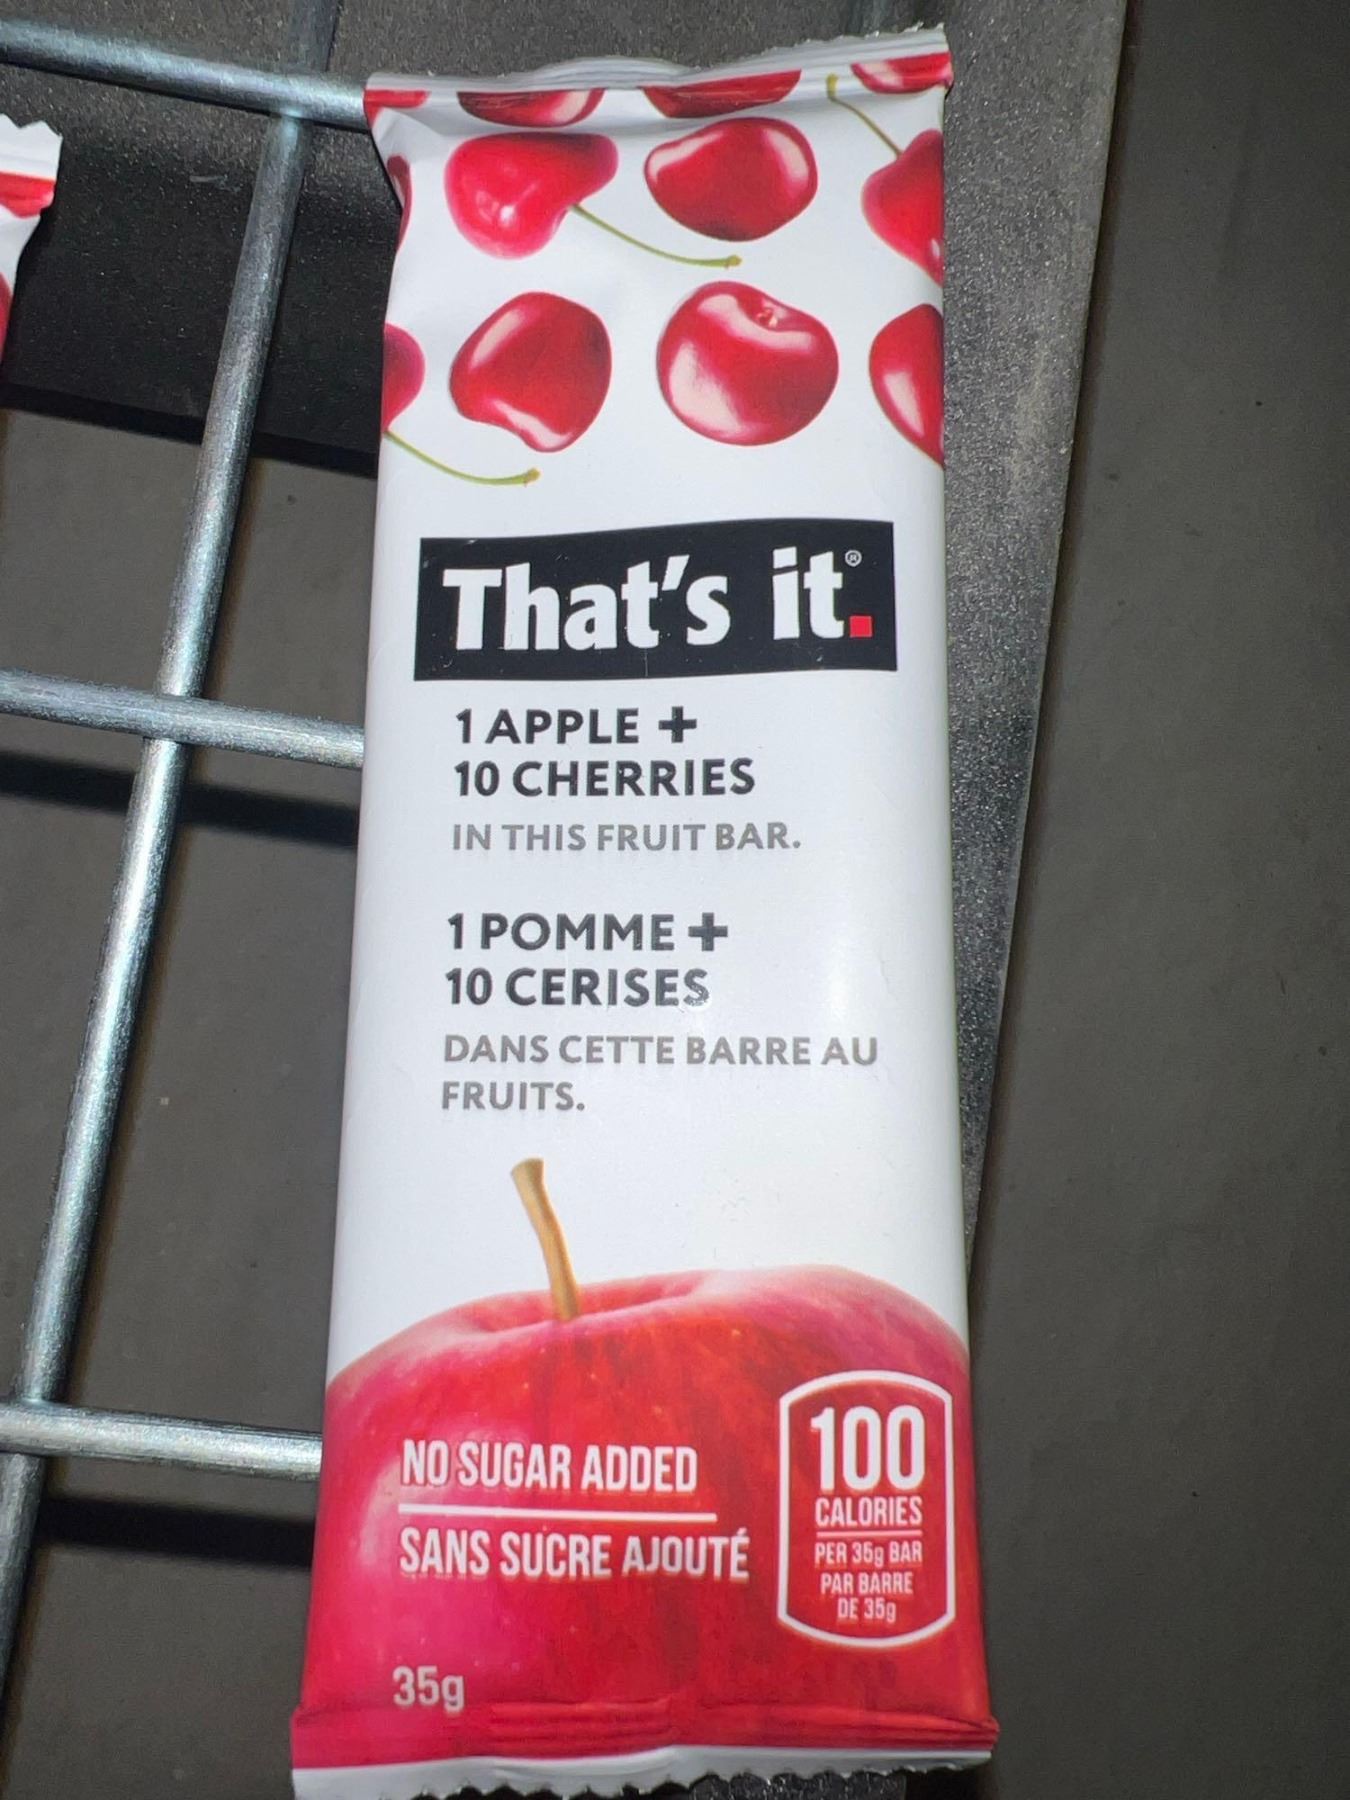 That's it.®
1 APPLE +
10 CHERRIES
IN THIS FRUIT BAR.
1 POMME +
10 CERISES
DANS CETTE BARRE AU
FRUITS.
NO SUGAR ADDED
SANS SUCRE AJOUTÉ
100
CALORIES
PER 35g BAR
PAR BARRE
DE 35g
35g